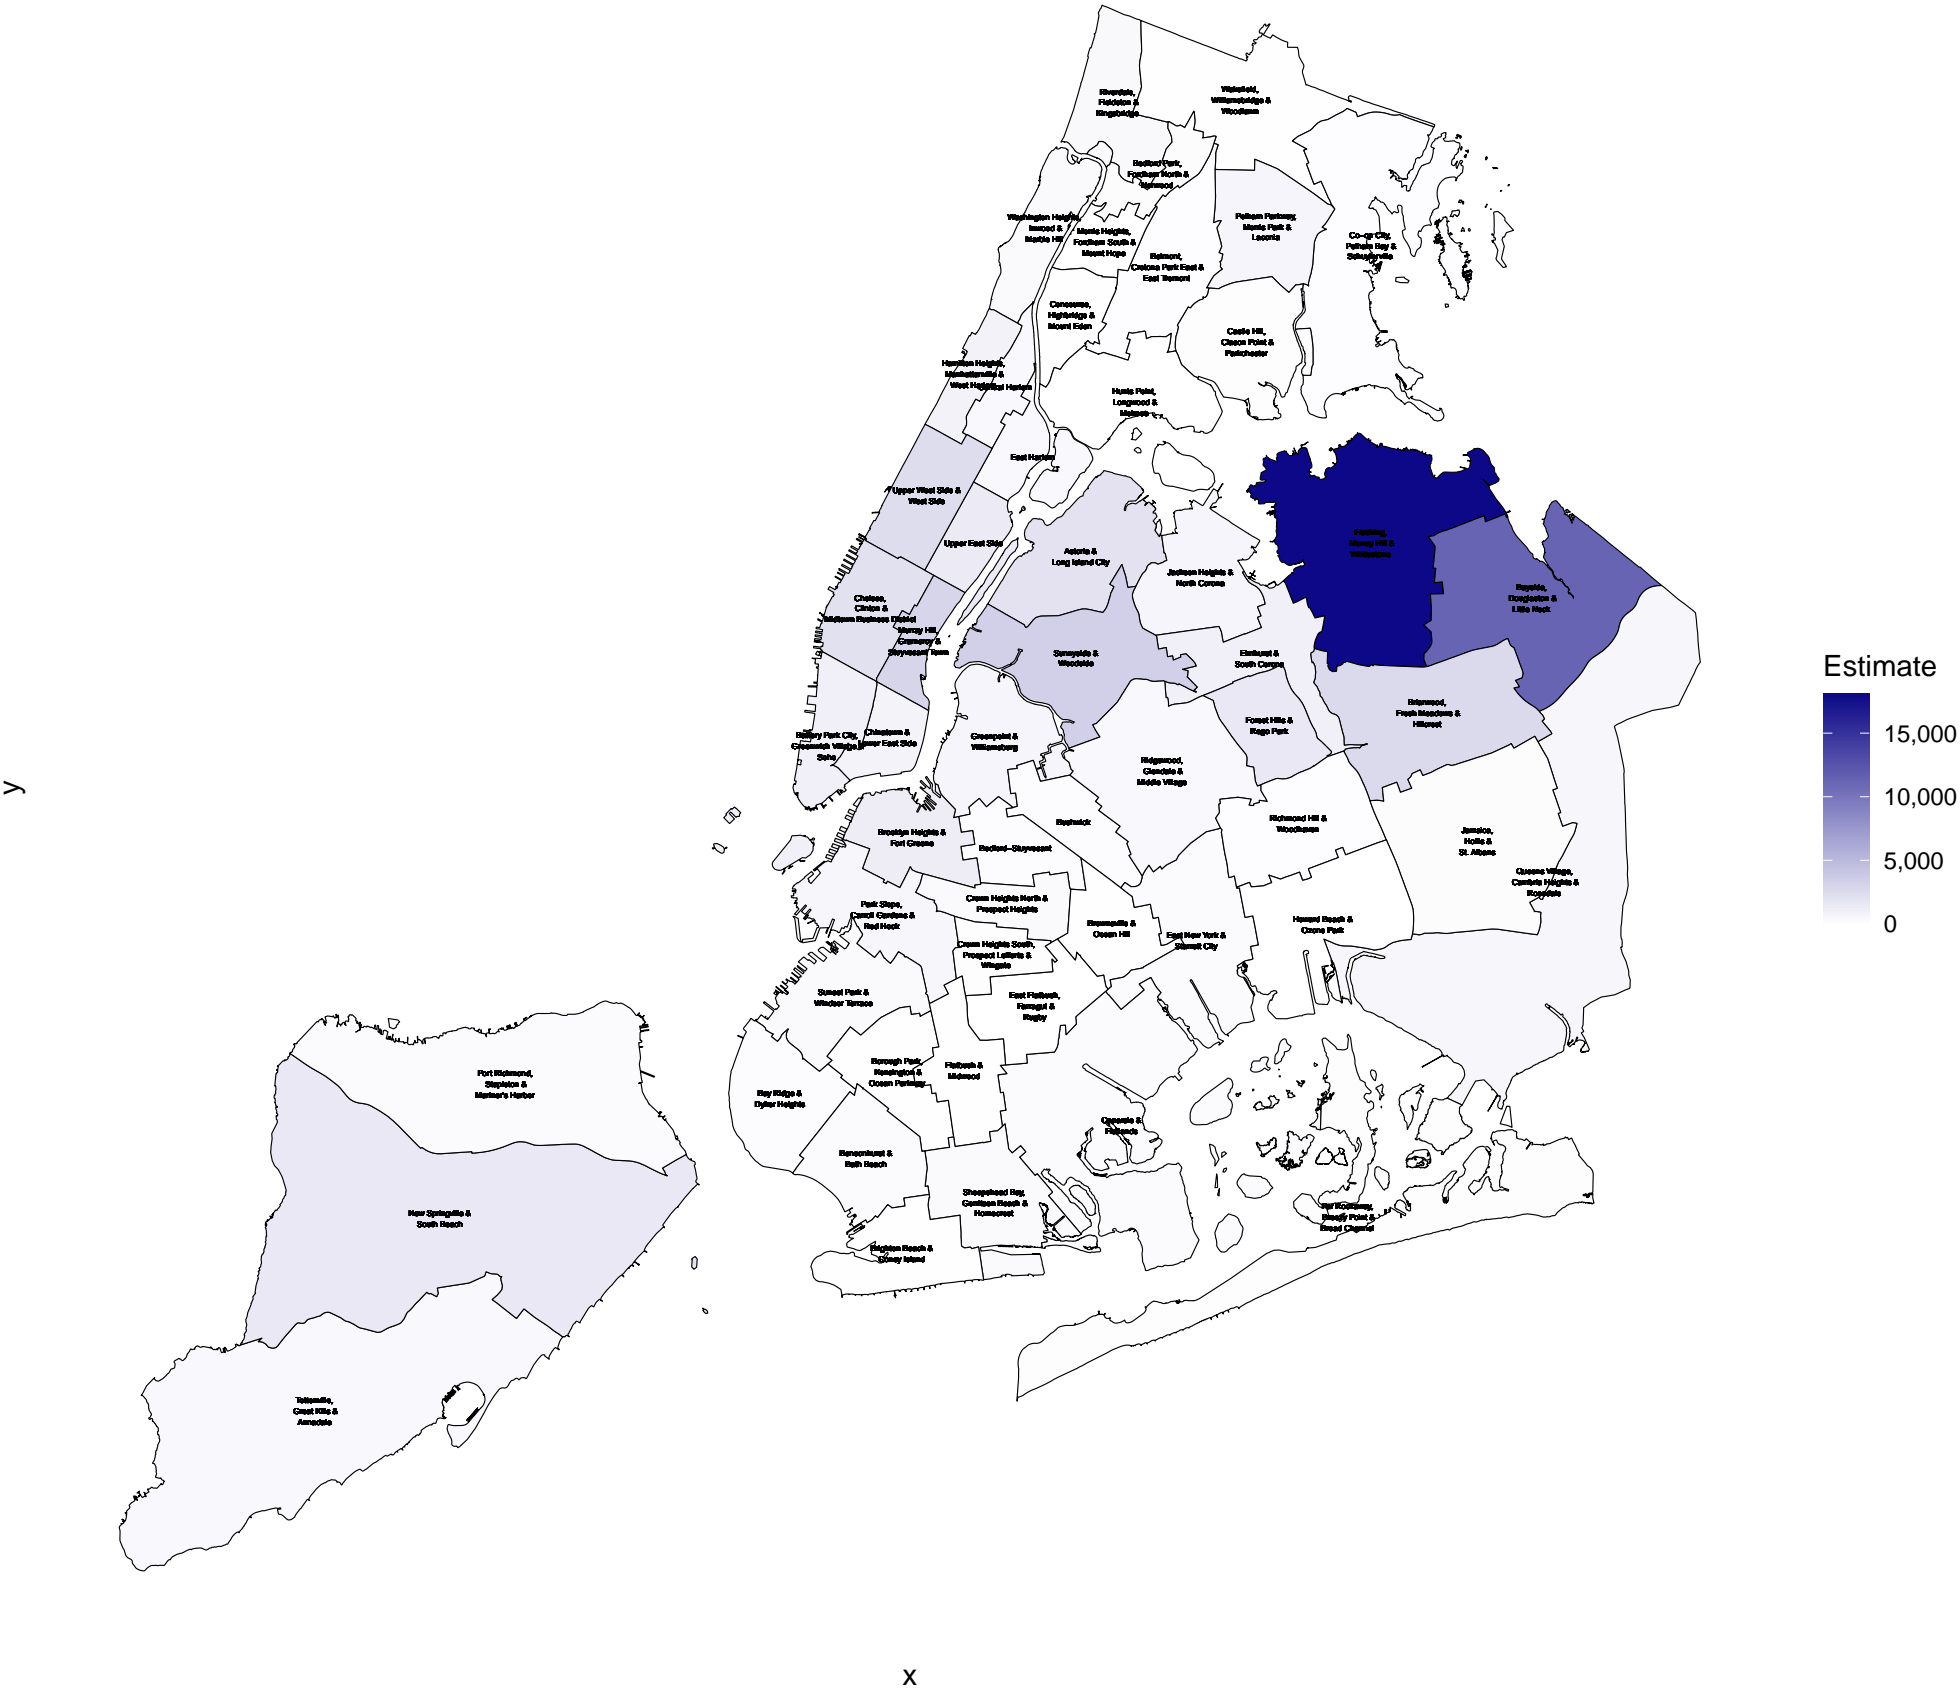 Riverdale,
Fieldston &
Kingsbridge
Wakefield,
Williamsbridge &
Woodlawn
Bedford Park,
Fordham North &
Norwood
Washington Heights,
Inwood &
Marble Hill
Morris Heights,
Fordham South &
Mount Hope
Pelham Parkway,
Morris Park &
Laconia
Co−op City,
Pelham Bay &
Schuylerville
Belmont,
Crotona Park East &
East Tremont
Concourse,
Highbridge &
Mount Eden
Castle Hill,
Clason Point &
Parkchester
Hamilton Heights,
Manhattanville &
West Harlem
Central Harlem
Hunts Point,
Longwood &
Melrose
East Harlem
Upper West Side &
West Side
Upper East Side
Astoria &
Long Island City
Jackson Heights &
North Corona
Flushing,
Murray Hill &
Whitestone
Bayside,
Douglaston &
Little Neck
Chelsea,
Clinton &
Midtown Business District
Murray Hill,
Gramercy &
Stuyvesant Town
Sunnyside &
Woodside
Elmhurst &
South Corona
Briarwood,
Fresh Meadows &
Hillcrest
Forest Hills &
Rego Park
Battery Park City,
Greenwich Village &
Soho
Chinatown &
Lower East Side
Greenpoint &
Williamsburg
Ridgewood,
Glendale &
Middle Village
Richmond Hill &
Woodhaven
Jamaica,
Hollis &
St. Albans
Queens Village,
Cambria Heights &
Rosedale
Brooklyn Heights &
Fort Greene
Bedford−Stuyvesant
Bushwick
Park Slope,
Carroll Gardens &
Red Hook
Crown Heights North &
Prospect Heights
Brownsville &
Ocean Hill
East New York &
Starrett City
Howard Beach &
Ozone Park
Crown Heights South,
Prospect Lefferts &
Wingate
Sunset Park &
Windsor Terrace
East Flatbush,
Farragut &
Rugby
Borough Park,
Kensington &
Ocean Parkway
Flatbush &
Midwood
Bay Ridge &
Dyker Heights
Canarsie &
Flatlands
Bensonhurst &
Bath Beach
Sheepshead Bay,
Gerritsen Beach &
Homecrest
Brighton Beach &
Coney Island
Far Rockaway,
Breezy Point &
Broad Channel
Port Richmond,
Stapleton &
Mariner's Harbor
New Springville &
South Beach
Tottenville,
Great Kills &
Annadale
Estimate
15,000
10,000
5,000
0
y
x